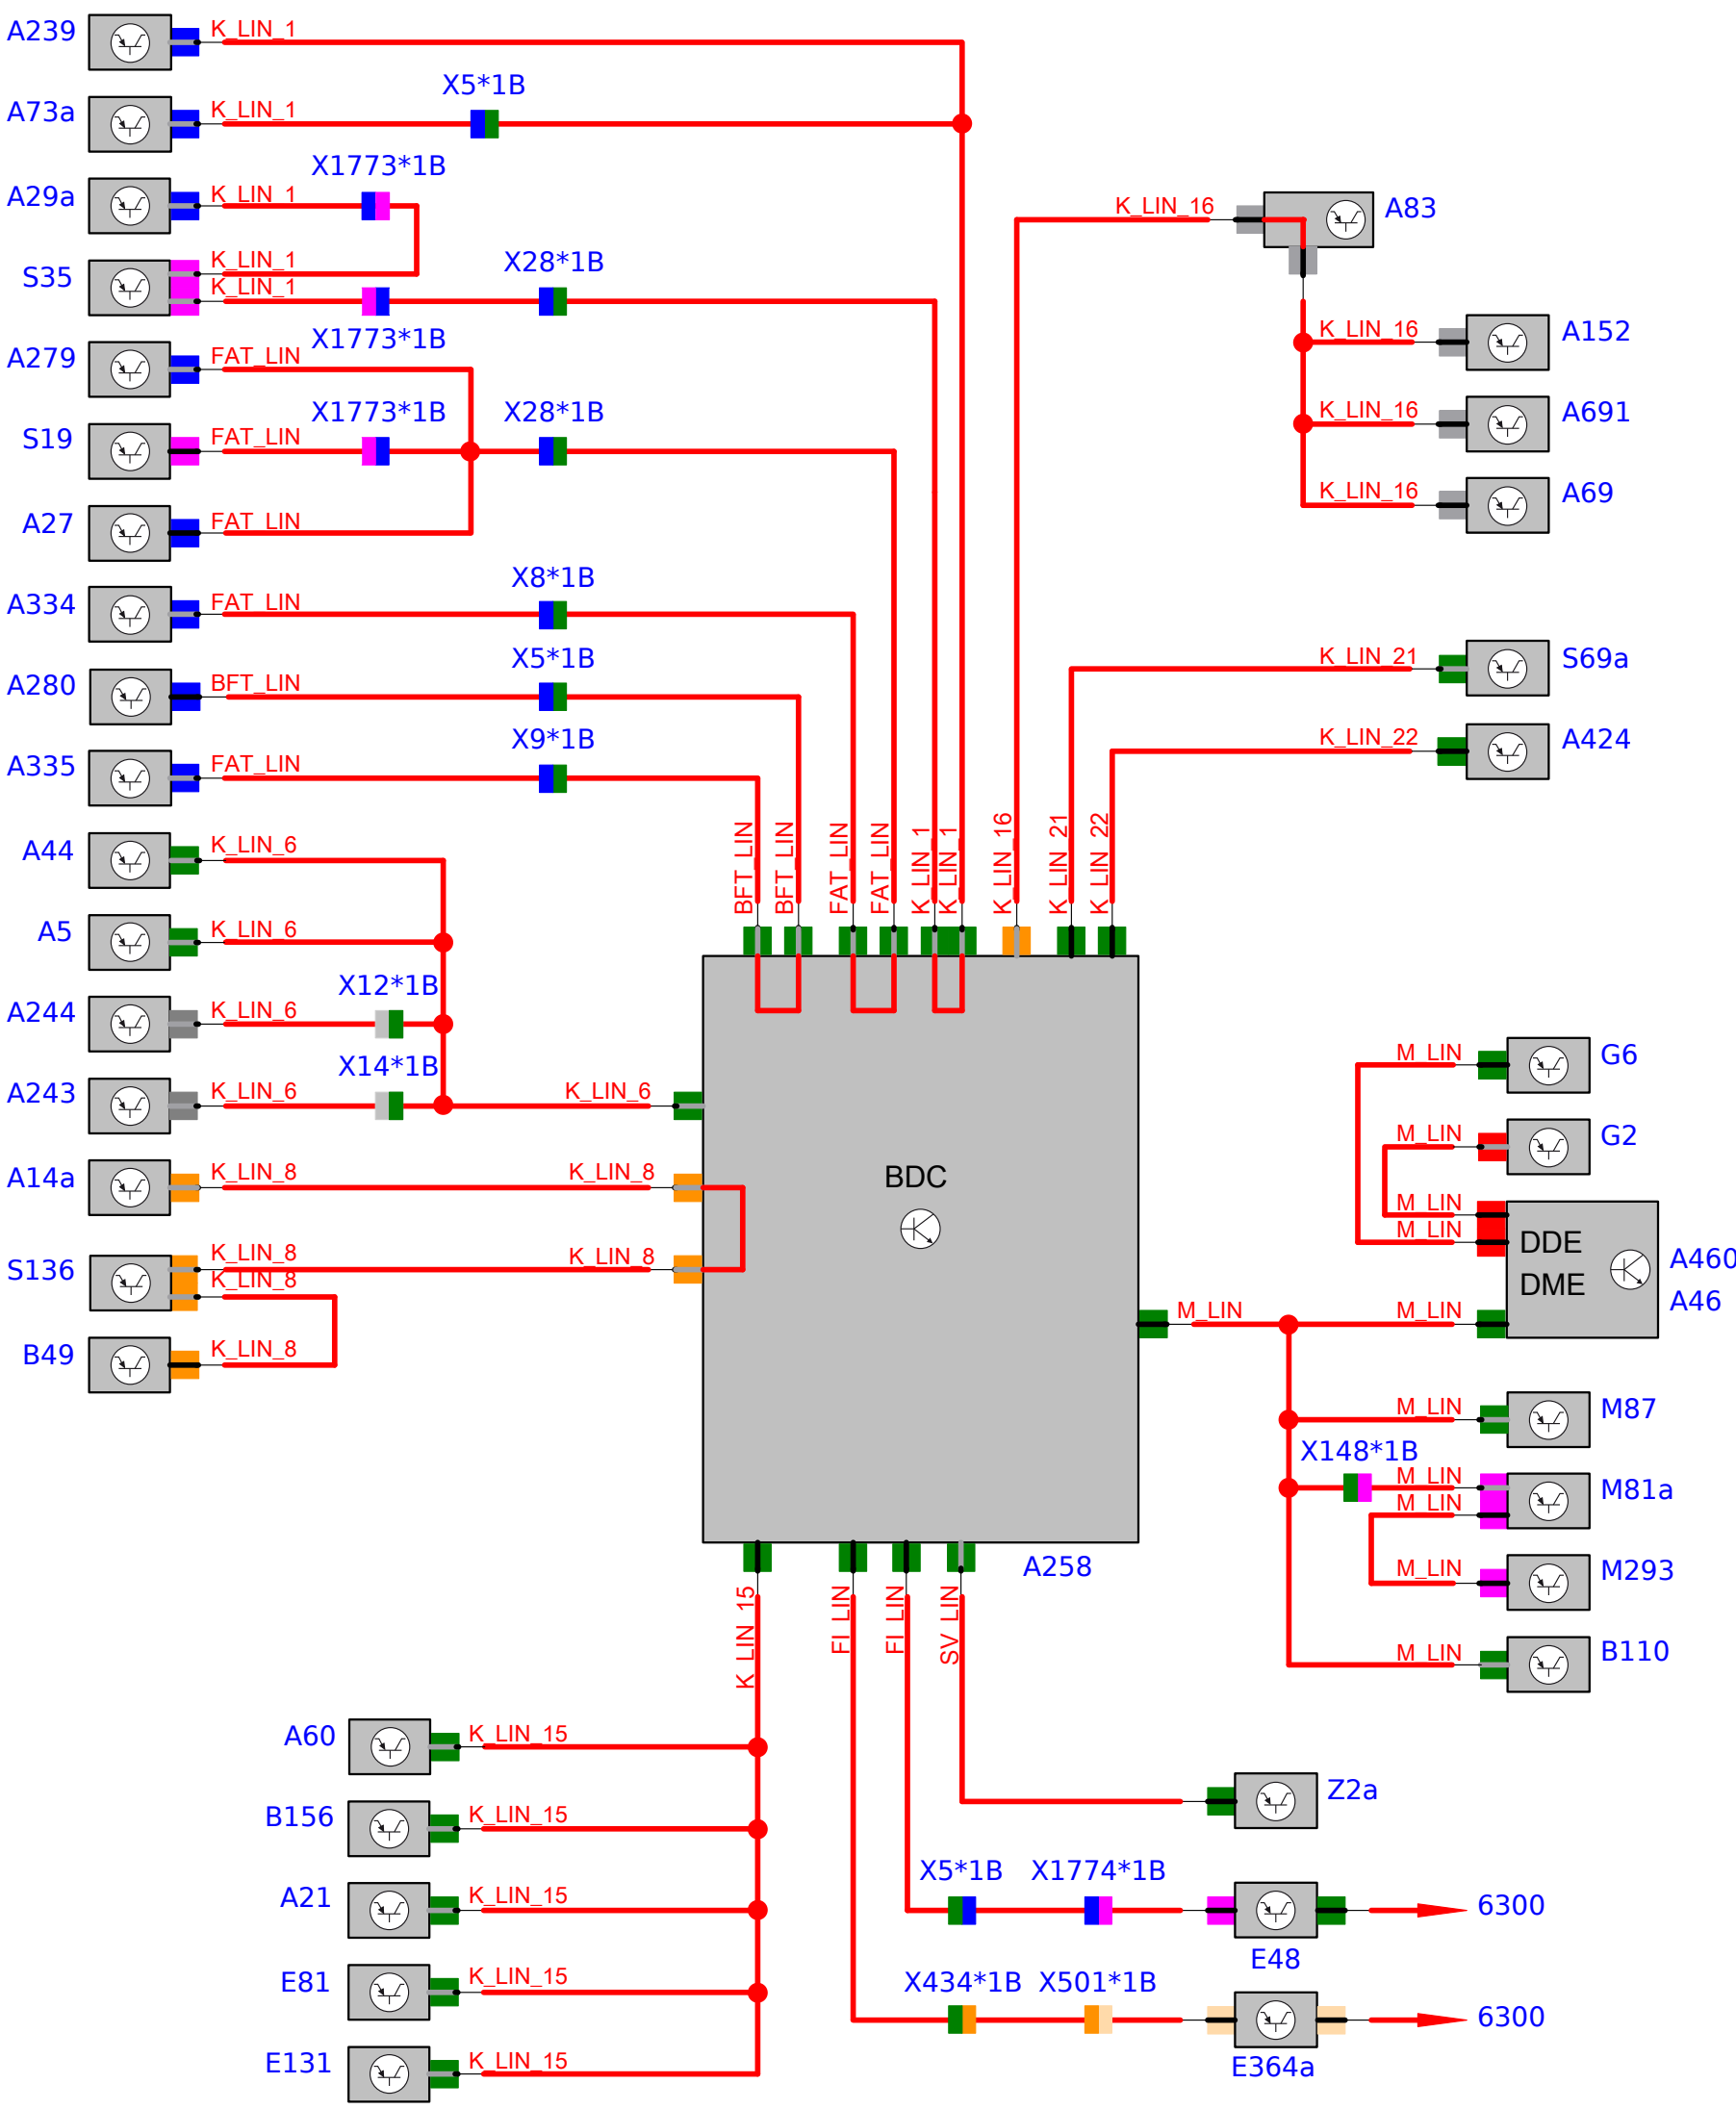 A239
K_LIN_1
X5*1B
A73a
K_LIN_1
X1773*1B
A29a
K_LIN_1
K_LIN_16
A83
S35
K_LIN_1
K_LIN_1
X28*1B
X1773*1B
A279
FAT_LIN
K_LIN_16
A152
X1773*1B
X28*1B
S19
FAT_LIN
K_LIN_16
A691
A27
FAT_LIN
K_LIN_16
A69
X8*1B
A334
FAT_LIN
X5*1B
K_LIN_21
S69a
A280
BFT_LIN
X9*1B
K_LIN_22
A424
A335
FAT_LIN
BFT_LIN
BFT_LIN
FAT_LIN
FAT_LIN
K_LIN_1
K_LIN_1
K_LIN_16
K_LIN_21
K_LIN_22
A44
K_LIN_6
A5
K_LIN_6
X12*1B
A244
K_LIN_6
X14*1B
A243
K_LIN_6
K_LIN_6
M_LIN
G6
M_LIN
G2
A14a
K_LIN_8
K_LIN_8
BDC
M_LIN
M_LIN
DDE
DME
A460
A46
S136
K_LIN_8
K_LIN_8
K_LIN_8
M_LIN
M_LIN
B49
K_LIN_8
M_LIN
M87
X148*1B
M_LIN
M_LIN
M81a
M_LIN
M293
A258
M_LIN
B110
K_LIN_15
FI_LIN
FI_LIN
SV_LIN
A60
K_LIN_15
Z2a
B156
K_LIN_15
X5*1B
X1774*1B
A21
K_LIN_15
6300
E48
E81
K_LIN_15
X434*1B
X501*1B
6300
E131
K_LIN_15
E364a